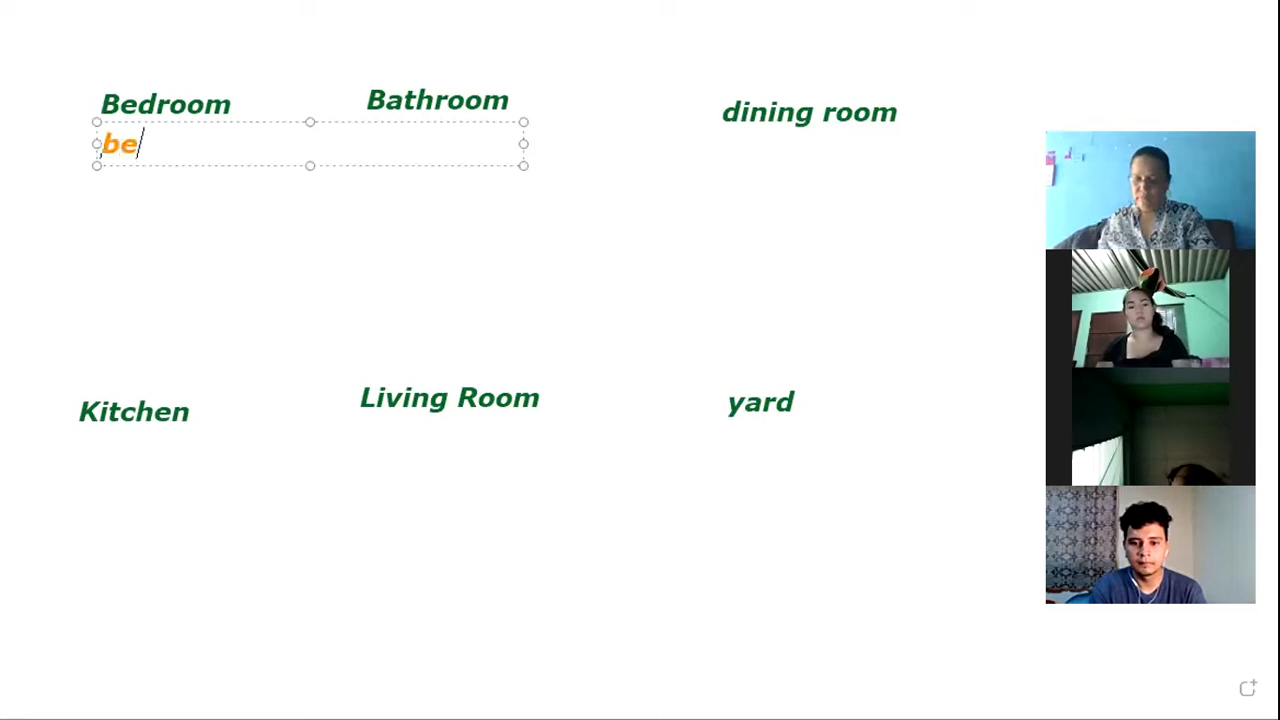 Bedroom
Bathroom
dining room
be
Kitchen
Living Room
yard